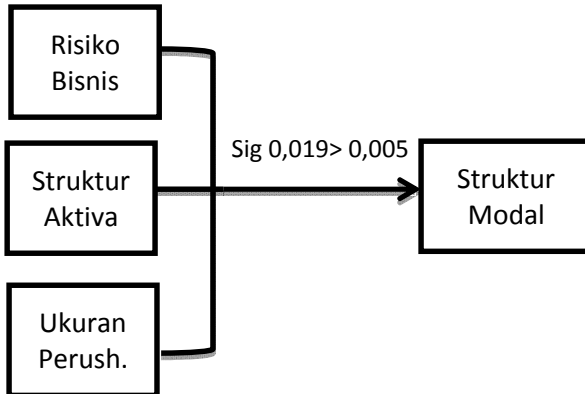 Risiko
Bisnis
Sig 0,019> 0,005
Struktur
Aktiva
Struktur
Modal
Ukuran
Perush.